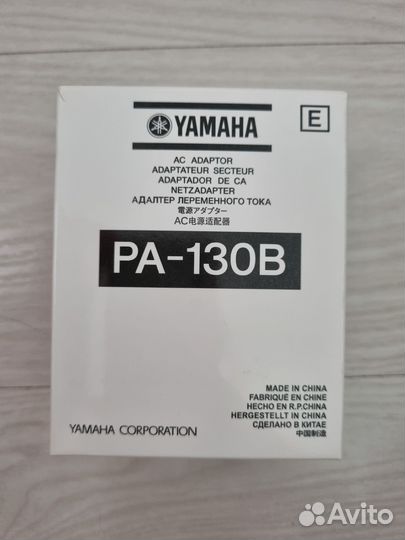 YAMAHA
E
AC ADAPTOR
ADAPTATEUR SECTEUR
ADAPTADOR DE CA
NETZADAPTER
АДАЛТЕР ЛЕРЕМЕННОГО ТОКА
電源アダプター
AC电源适配器
PA-130B
MADE IN CHINA
FABRIQUÉ EN CHINE
HECHO EN R.P.CHINA
HERGESTELLT IN CHINA
СДЕЛАНО В КИТАЕ
中国制造
YAMAHA CORPORATION
Avito